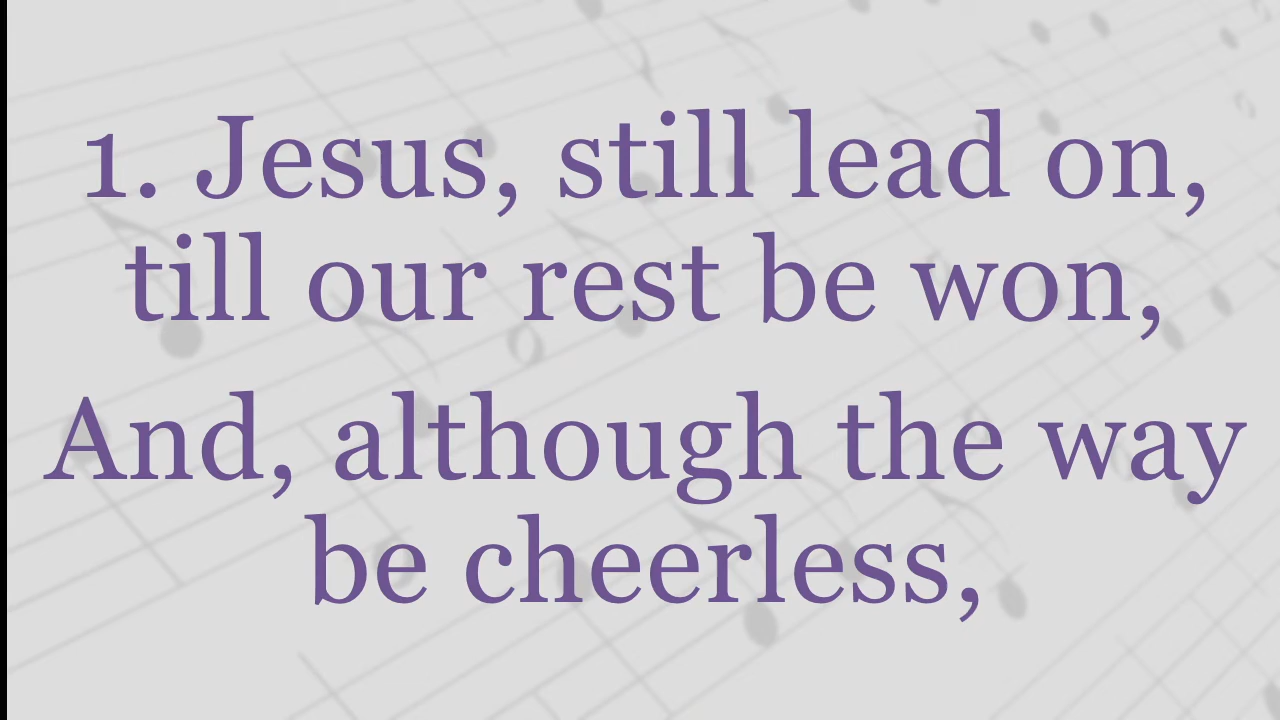 1. Jesus, still lead on,
till our rest be won,
And, although the way
be cheerless,